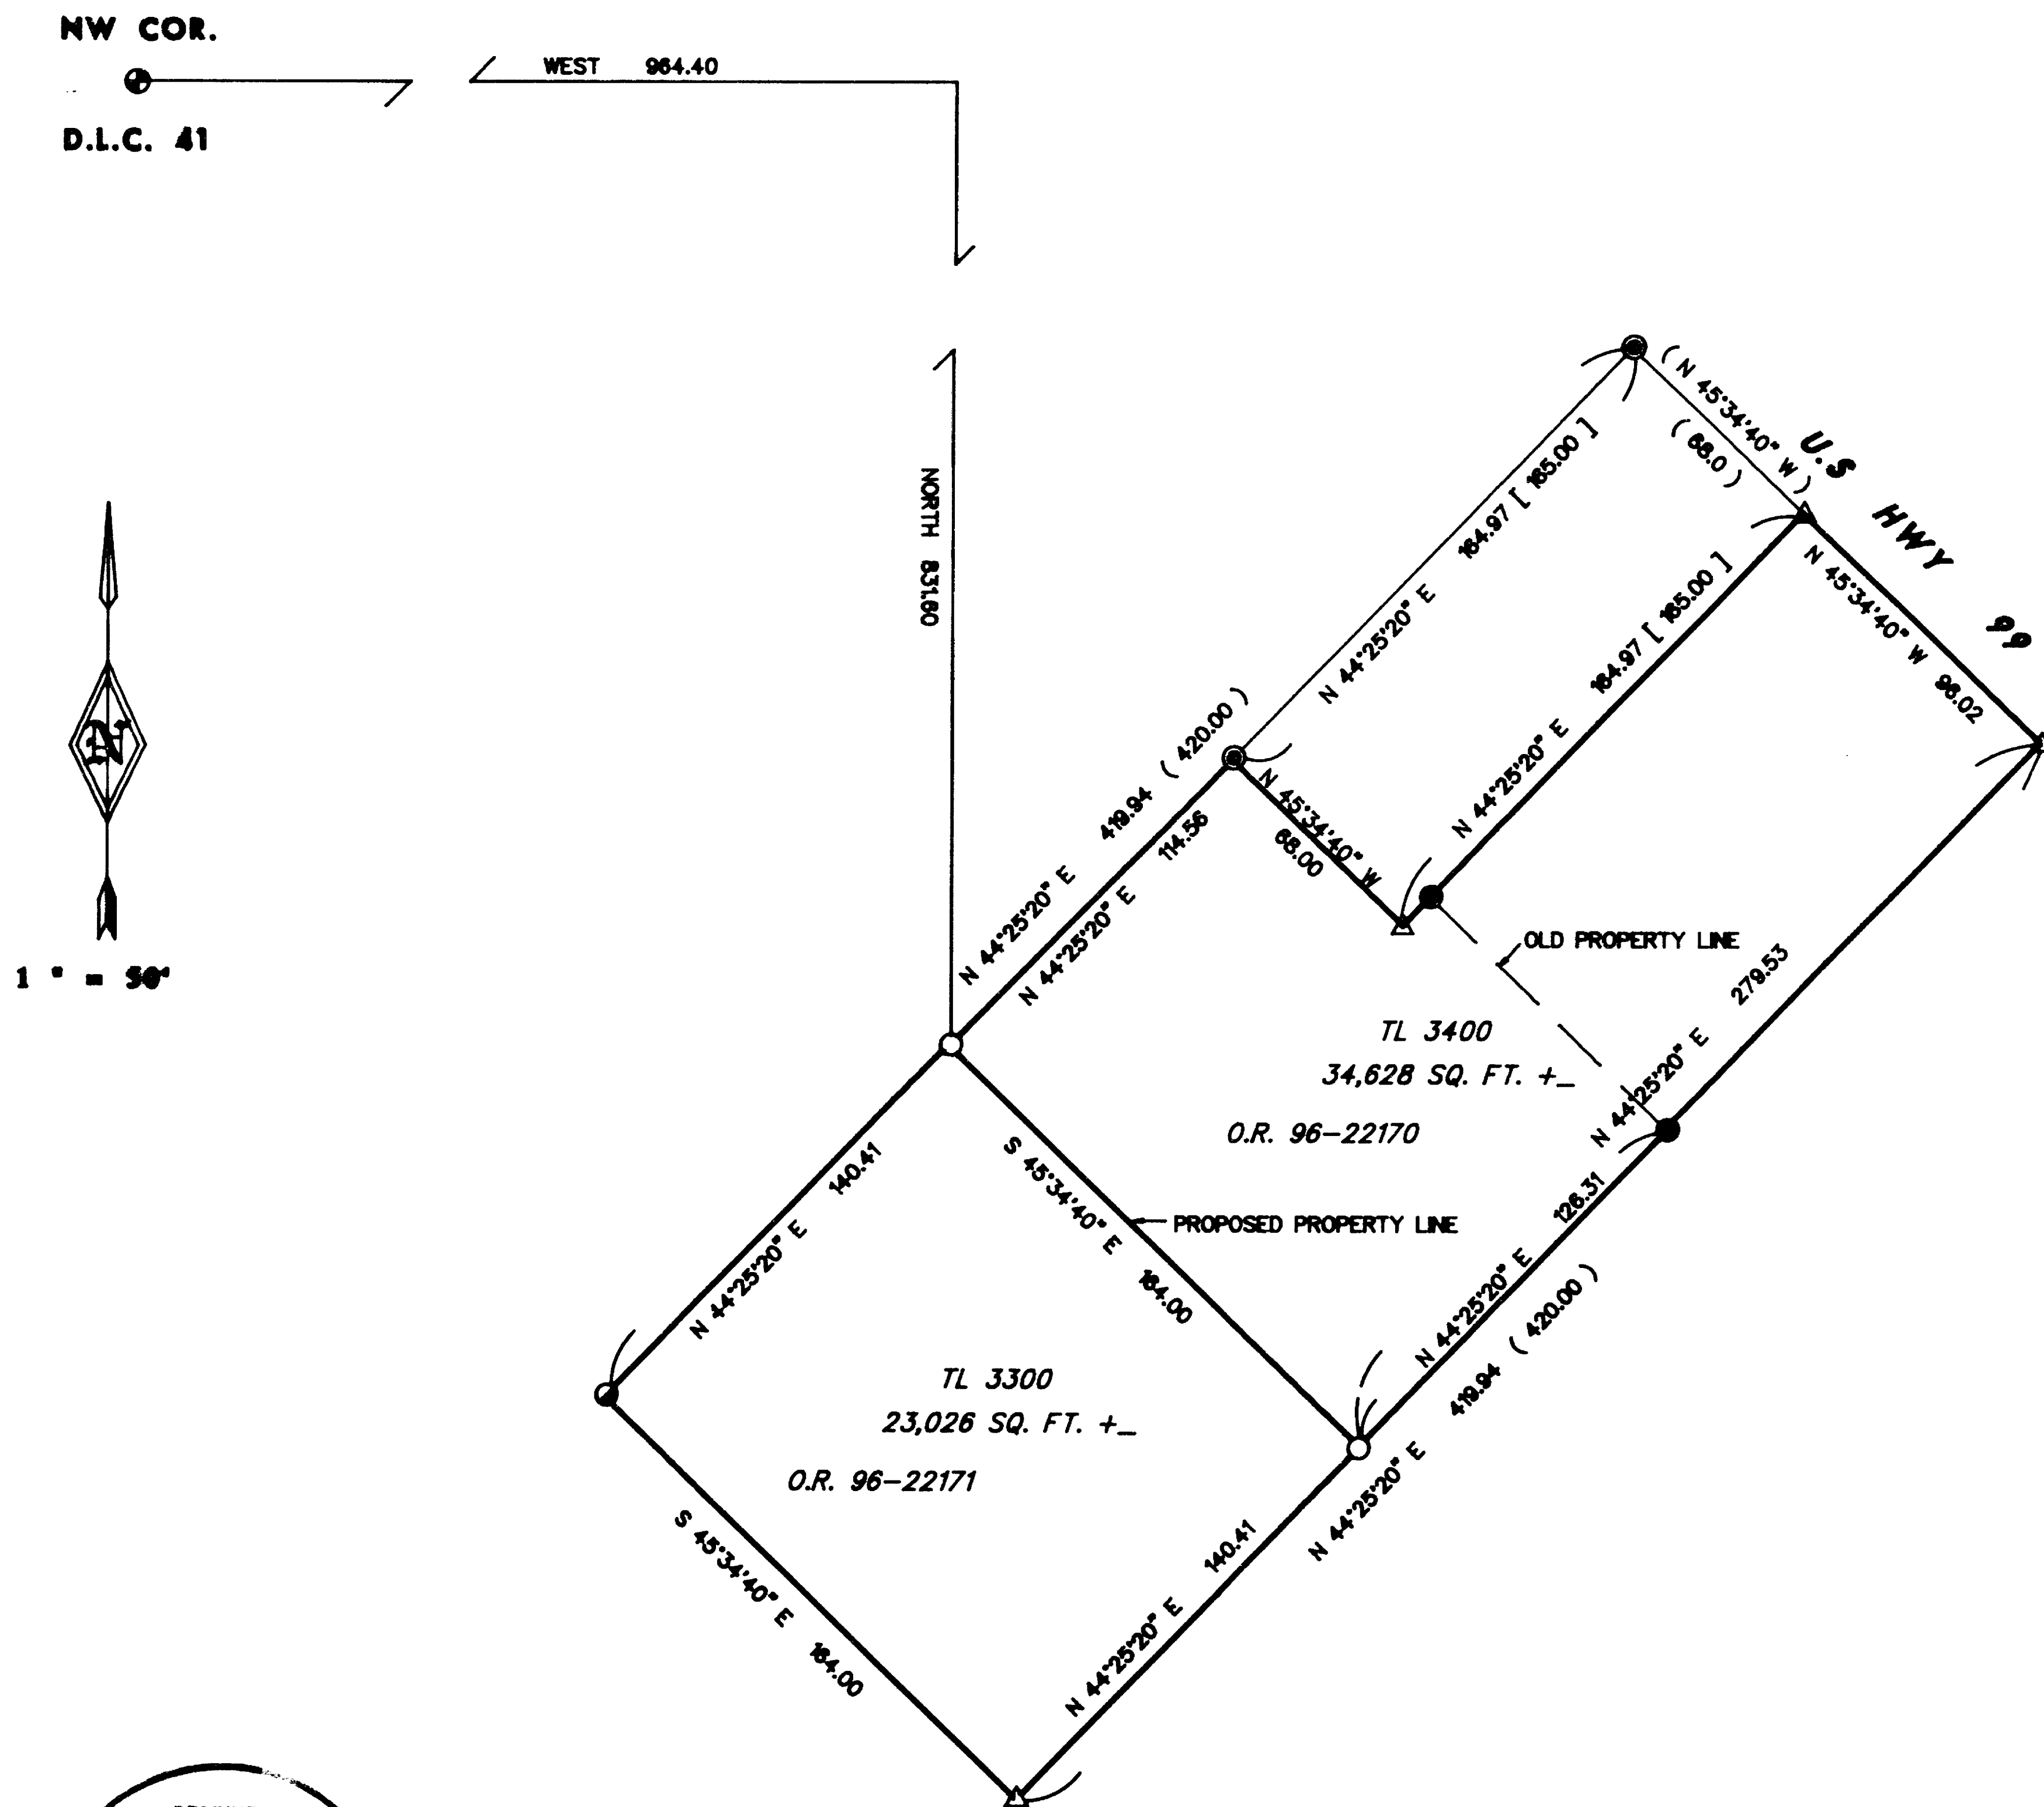 NW COR.
WEST 964.40
D.L.C. 41
NORTH 831.60
( N 45°34'40" W )
( 68.0 )
U.S HWY 99
N 44°25'20" E 164.97 [ 165.00 ]
N 44°25'20" E 164.97 [ 165.00 ]
N 45°34'40" W 98.02
N
1 " = 50'
N 44°25'20" E 419.94 ( 420.00 )
N 44°25'20" E 114.56
N 45°34'40" W
68.00
OLD PROPERTY LINE
N 44°25'20" E 279.53
TL 3400
34,628 SQ. FT. +_
O.R. 96-22170
N 44°25'20" E 140.41
S 45°34'40" E 164.00
PROPOSED PROPERTY LINE
N 44°25'20" E 126.31
N 44°25'20" E 419.94 ( 420.00 )
TL 3300
23,026 SQ. FT. +_
O.R. 96-22171
S 45°34'40" E 164.00
N 44°25'20" E 140.41